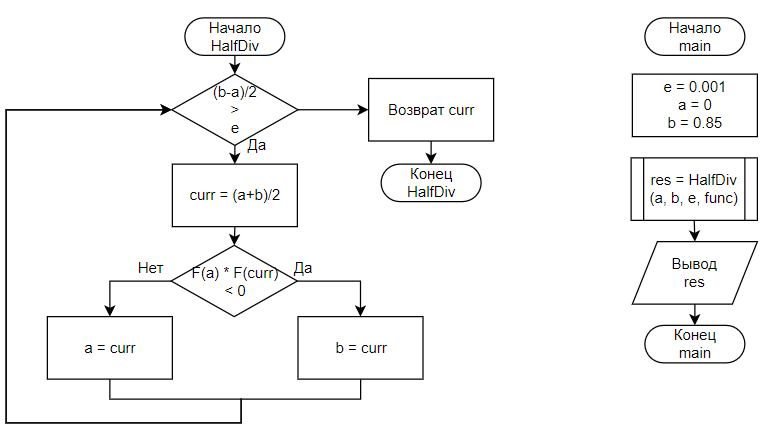 Начало
HalfDiv
(b-a)/2
>
e
Да
Возврат curr
Конец
HalfDiv
curr = (a+b)/2
Нет
F(a) * F(curr)
< 0
Да
a = curr
b = curr
Начало
main
e = 0.001
a = 0
b = 0.85
res = HalfDiv
(a, b, e, func)
Вывод
res
Конец
main